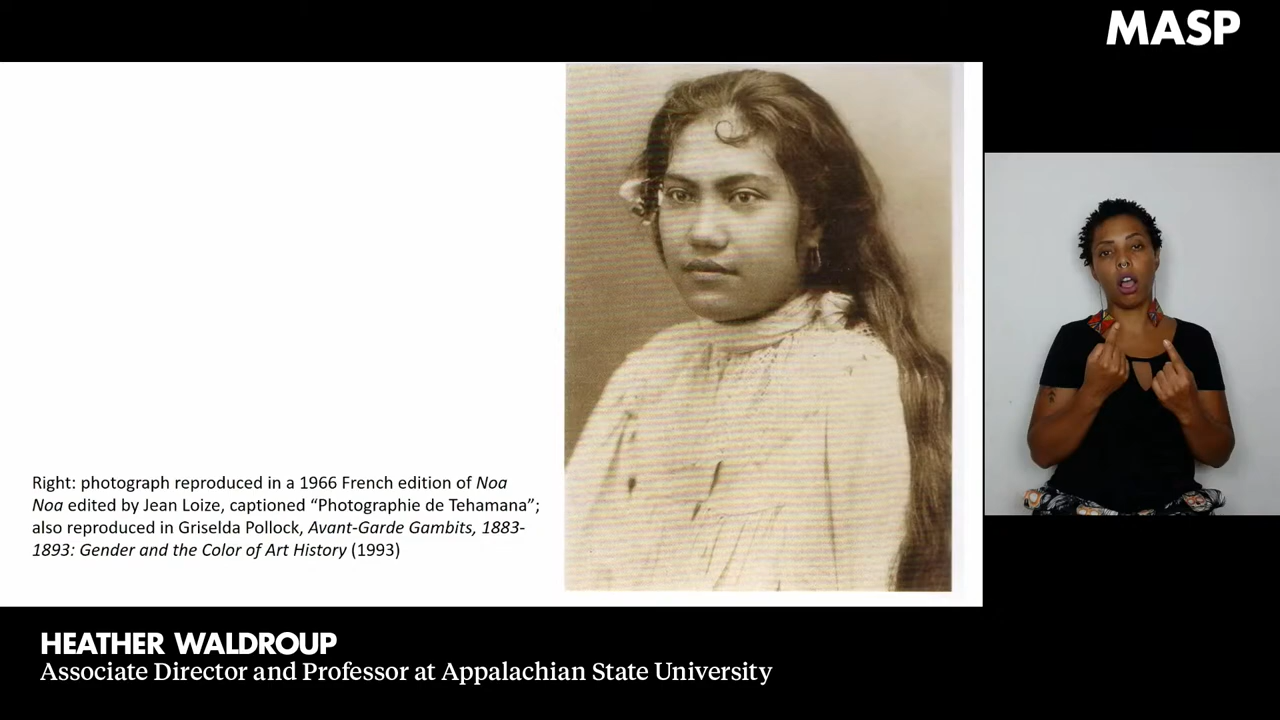 MASP
Right: photograph reproduced in a 1966 French edition of Noa
Noa edited by Jean Loize, captioned “Photographie de Tehamana”;
also reproduced in Griselda Pollock, Avant-Garde Gambits, 1883-
1893: Gender and the Color of Art History (1993)
HEATHER WALDROUP
Associate Director and Professor at Appalachian State University